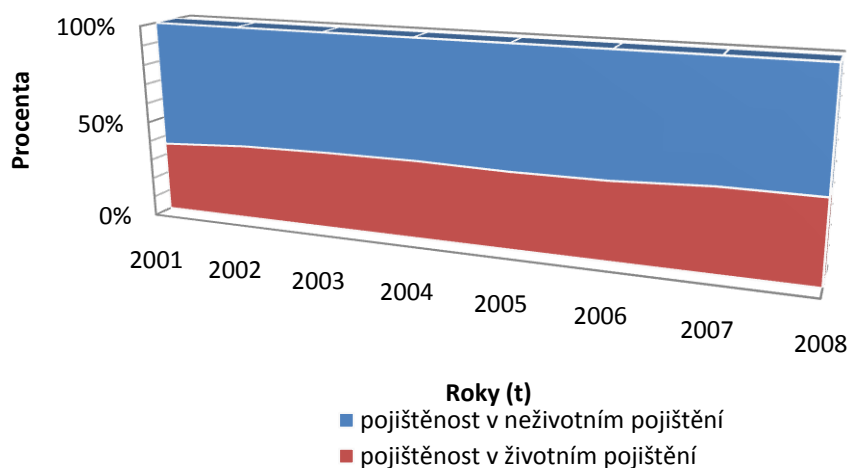 100%
50%
0%
Procenta
2001
2002
2003
2004
2005
2006
2007
2008
Roky (t)
pojištěnost v neživotním pojištění
pojištěnost v životním pojištění